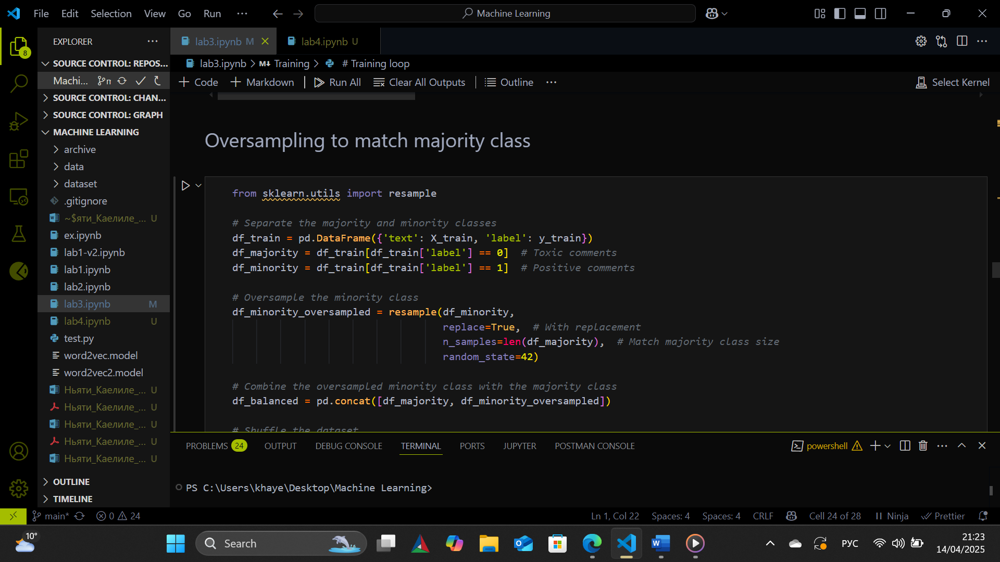 File Edit Selection View Go Run ···
Machine Learning
EXPLORER ···
SOURCE CONTROL: REPOS...
Machi...
SOURCE CONTROL: CHAN...
SOURCE CONTROL: GRAPH
MACHINE LEARNING
archive
data
dataset
.gitignore
~$яти_Каелиле_... U
ex.ipynb
lab1-v2.ipynb
lab1.ipynb
lab2.ipynb
lab3.ipynb M
lab4.ipynb U
test.py
word2vec.model
word2vec2.model
Ньяти_Каелиле_... U
Ньяти_Каелиле_... U
Ньяти_Каелиле_... U
Ньяти_Каелиле_... U
Ньяти_Каелиле_... U
OUTLINE
TIMELINE
8
lab3.ipynb M
lab4.ipynb U
lab3.ipynb > M↓ Training > # Training loop
+ Code + Markdown | Run All Clear All Outputs | Outline ··· Select Kernel
Oversampling to match majority class
from sklearn.utils import resample
# Separate the majority and minority classes
df_train = pd.DataFrame({'text': X_train, 'label': y_train})
df_majority = df_train[df_train['label'] == 0]  # Toxic comments
df_minority = df_train[df_train['label'] == 1]  # Positive comments
# Oversample the minority class
df_minority_oversampled = resample(df_minority,
replace=True,  # With replacement
n_samples=len(df_majority),  # Match majority class size
random_state=42)
# Combine the oversampled minority class with the majority class
df_balanced = pd.concat([df_majority, df_minority_oversampled])
# Shuffle the dataset
PROBLEMS 24 OUTPUT DEBUG CONSOLE TERMINAL PORTS JUPYTER POSTMAN CONSOLE
powershell
PS C:\Users\khaye\Desktop\Machine Learning>
main* 0 24
Ln 1, Col 22 Spaces: 4 Spaces: 4 CRLF Cell 24 of 28 Ninja Prettier
10°
Search
РУС
21:23
14/04/2025